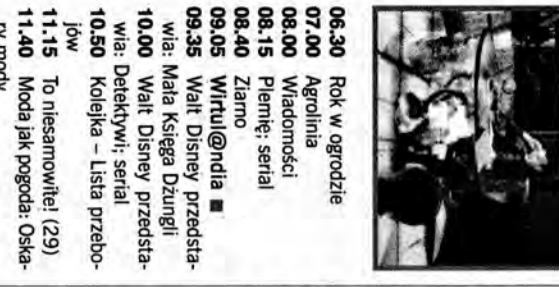 06.30 Rok w ogrodzie
07.00 Agrolinia
08.00 Wiadomości
08.15 Plemię; serial
08.40 Ziarno
09.05 Wirtul@ndia ■
09.35 Walt Disney przedsta-
wia: Mała Księga Dżungli
10.00 Walt Disney przedsta-
wia: Detektywi; serial
10.50 Kolejka – Lista przebo-
jów
11.15 To niesamowite! (29)
11.40 Moda jak pogoda: Oska-
ry mody